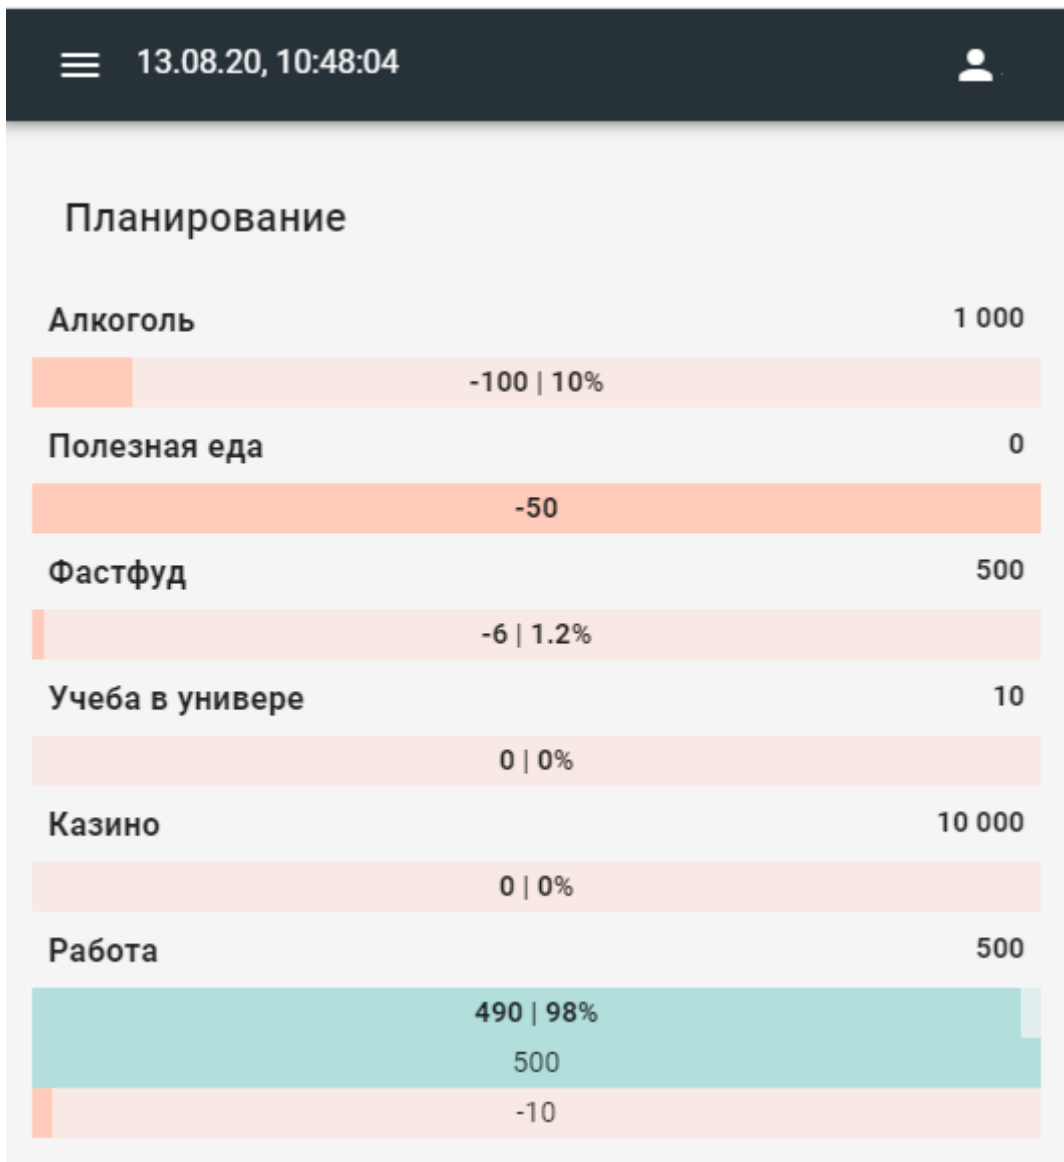 13.08.20, 10:48:04
Планирование
Алкоголь 1 000
-100 | 10%
Полезная еда 0
-50
Фастфуд 500
-6 | 1.2%
Учеба в универе 10
0 | 0%
Казино 10 000
0 | 0%
Работа 500
490 | 98%
500
-10